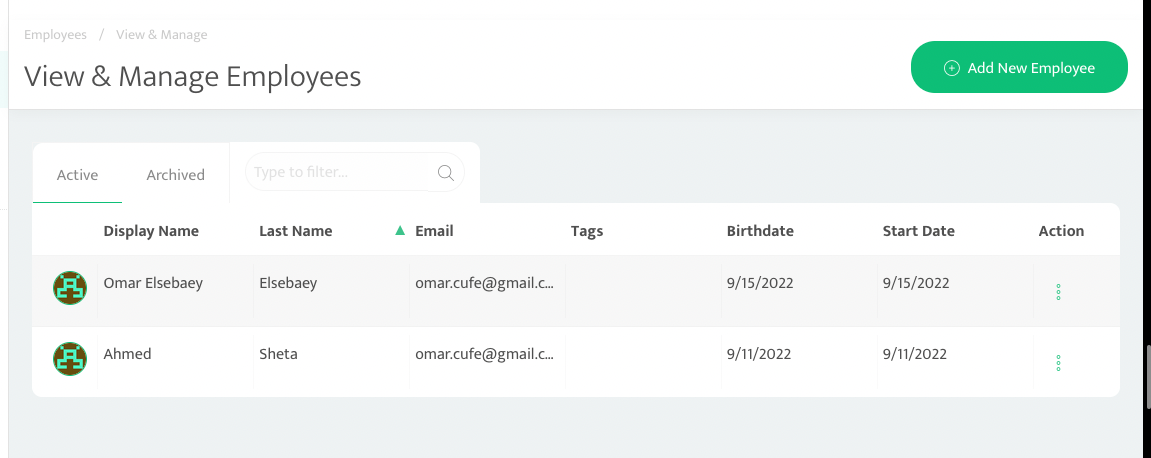 Employees / View & Manage
View & Manage Employees
Add New Employee
Active Archived Type to filter...
Display Name Last Name Email Tags Birthdate Start Date Action
Omar Elsebaey Elsebaey omar.cufe@gmail.c... 9/15/2022 9/15/2022
Ahmed Sheta omar.cufe@gmail.c... 9/11/2022 9/11/2022